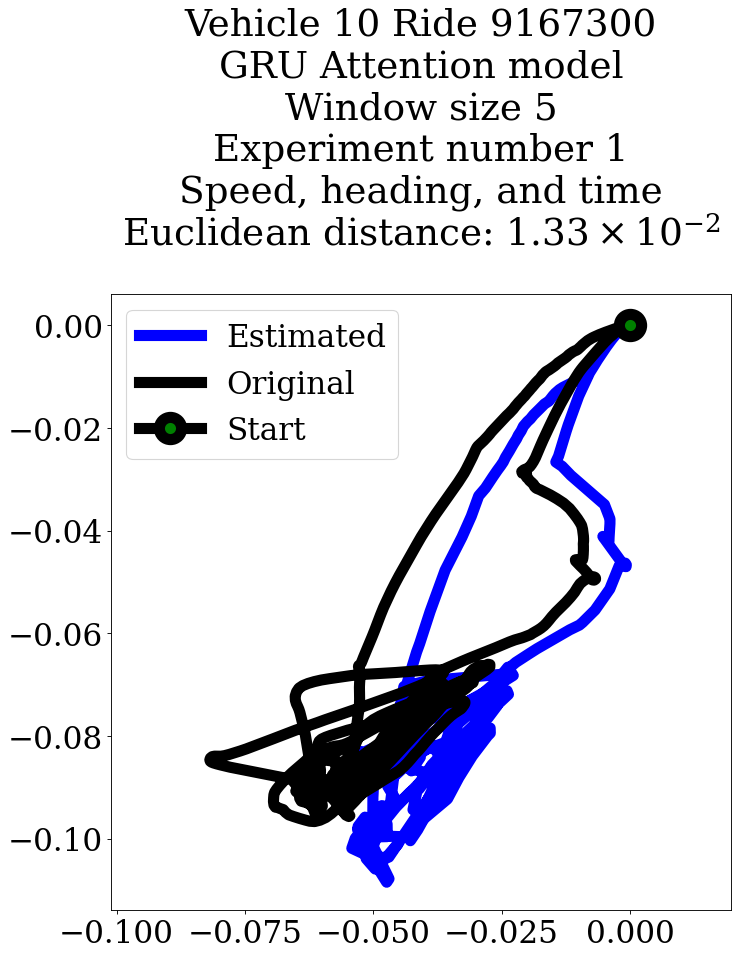 Vehicle 10 Ride 9167300
GRU Attention model
Window size 5
Experiment number 1
Speed, heading, and time
Euclidean distance: 1.33 × 10⁻²
Estimated
Original
Start
0.00
−0.02
−0.04
−0.06
−0.08
−0.10
−0.100 −0.075 −0.050 −0.025 0.000